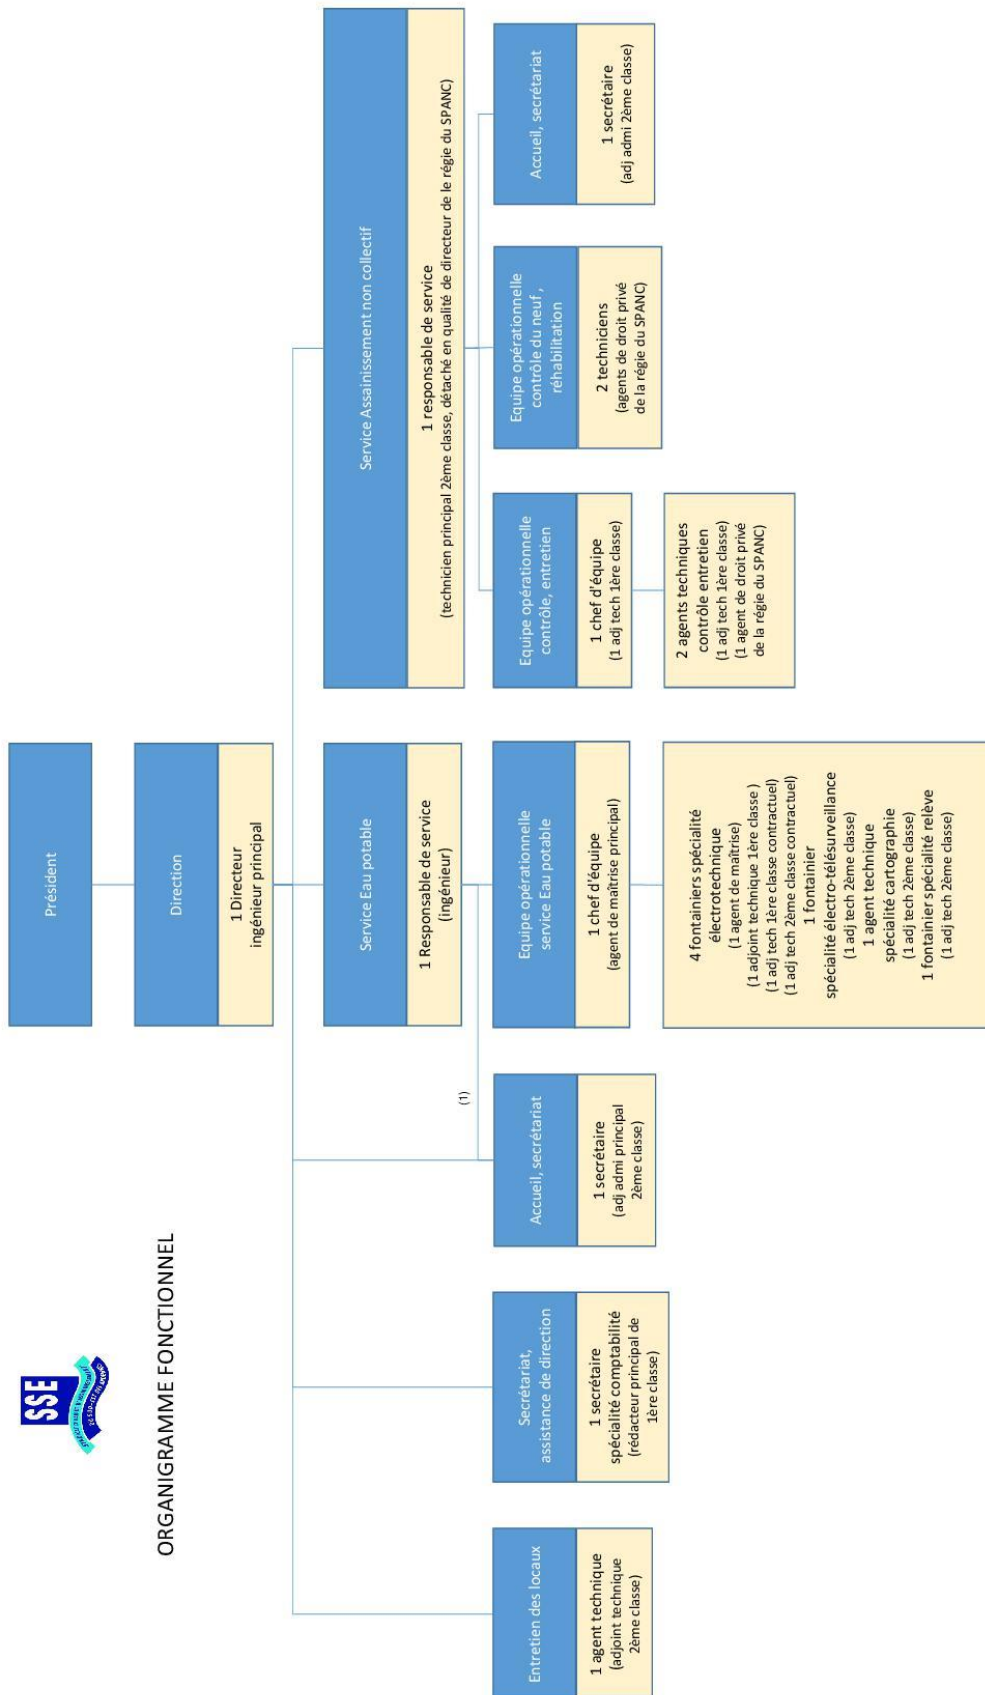 SSE
ORGANIGRAMME FONCTIONNEL
Président
Direction
1 Directeur
ingénieur principal
Service Eau potable
1 Responsable de service
(ingénieur)
Service Assainissement non collectif
1 responsable de service
(technicien principal 2ème classe, détaché en qualité de directeur de le régie du SPANC)
(1)
Entretien des locaux
1 agent technique
(adjoint technique
2ème classe)
Secrétariat,
assistance de direction
1 secrétaire
spécialité comptabilité
(rédacteur principal de
1ère classe)
Accueil, secrétariat
1 secrétaire
(adj admi principal
2ème classe)
Equipe opérationnelle
service Eau potable
1 chef d'équipe
(agent de maîtrise principal)
4 fontainiers spécialité
électrotechnique
(1 agent de maîtrise)
(1 adjoint technique 1ère classe )
(1 adj tech 1ère classe contractuel)
(1 adj tech 2ème classe contractuel)
1 fontainier
spécialité électro-télésurveillance
(1 adj tech 2ème classe)
1 agent technique
spécialité cartographie
(1 adj tech 2ème classe)
1 fontainier spécialité relève
(1 adj tech 2ème classe)
Equipe opérationnelle
contrôle, entretien
1 chef d'équipe
(1 adj tech 1ère classe)
2 agents techniques
contrôle entretien
(1 adj tech 1ère classe)
(1 agent de droit privé
de la régie du SPANC)
Equipe opérationnelle
contrôle du neuf ,
réhabilitation
2 techniciens
(agents de droit privé
de la régie du SPANC)
Accueil, secrétariat
1 secrétaire
(adj admi 2ème classe)